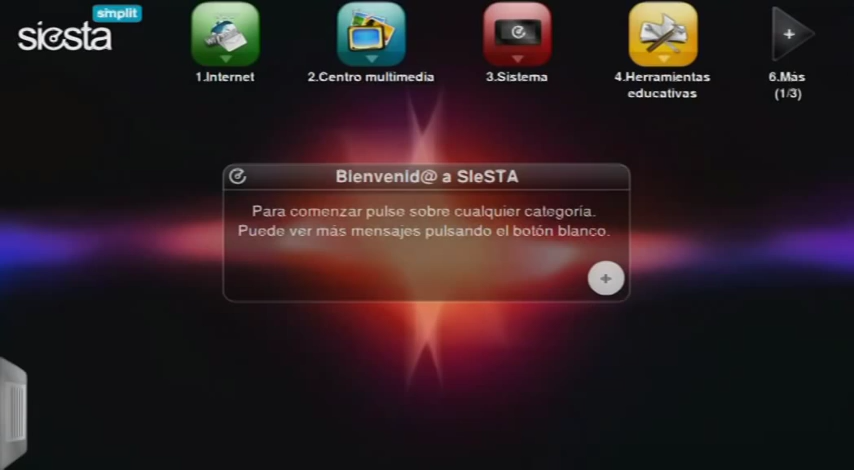 simplit
siesta
1.Internet
2.Centro multimedia
3.Sistema
4.Herramientas
educativas
6.Más
(1/3)
Bienvenid@ a SIeSTA
Para comenzar pulse sobre cualquier categoría.
Puede ver más mensajes pulsando el botón blanco.